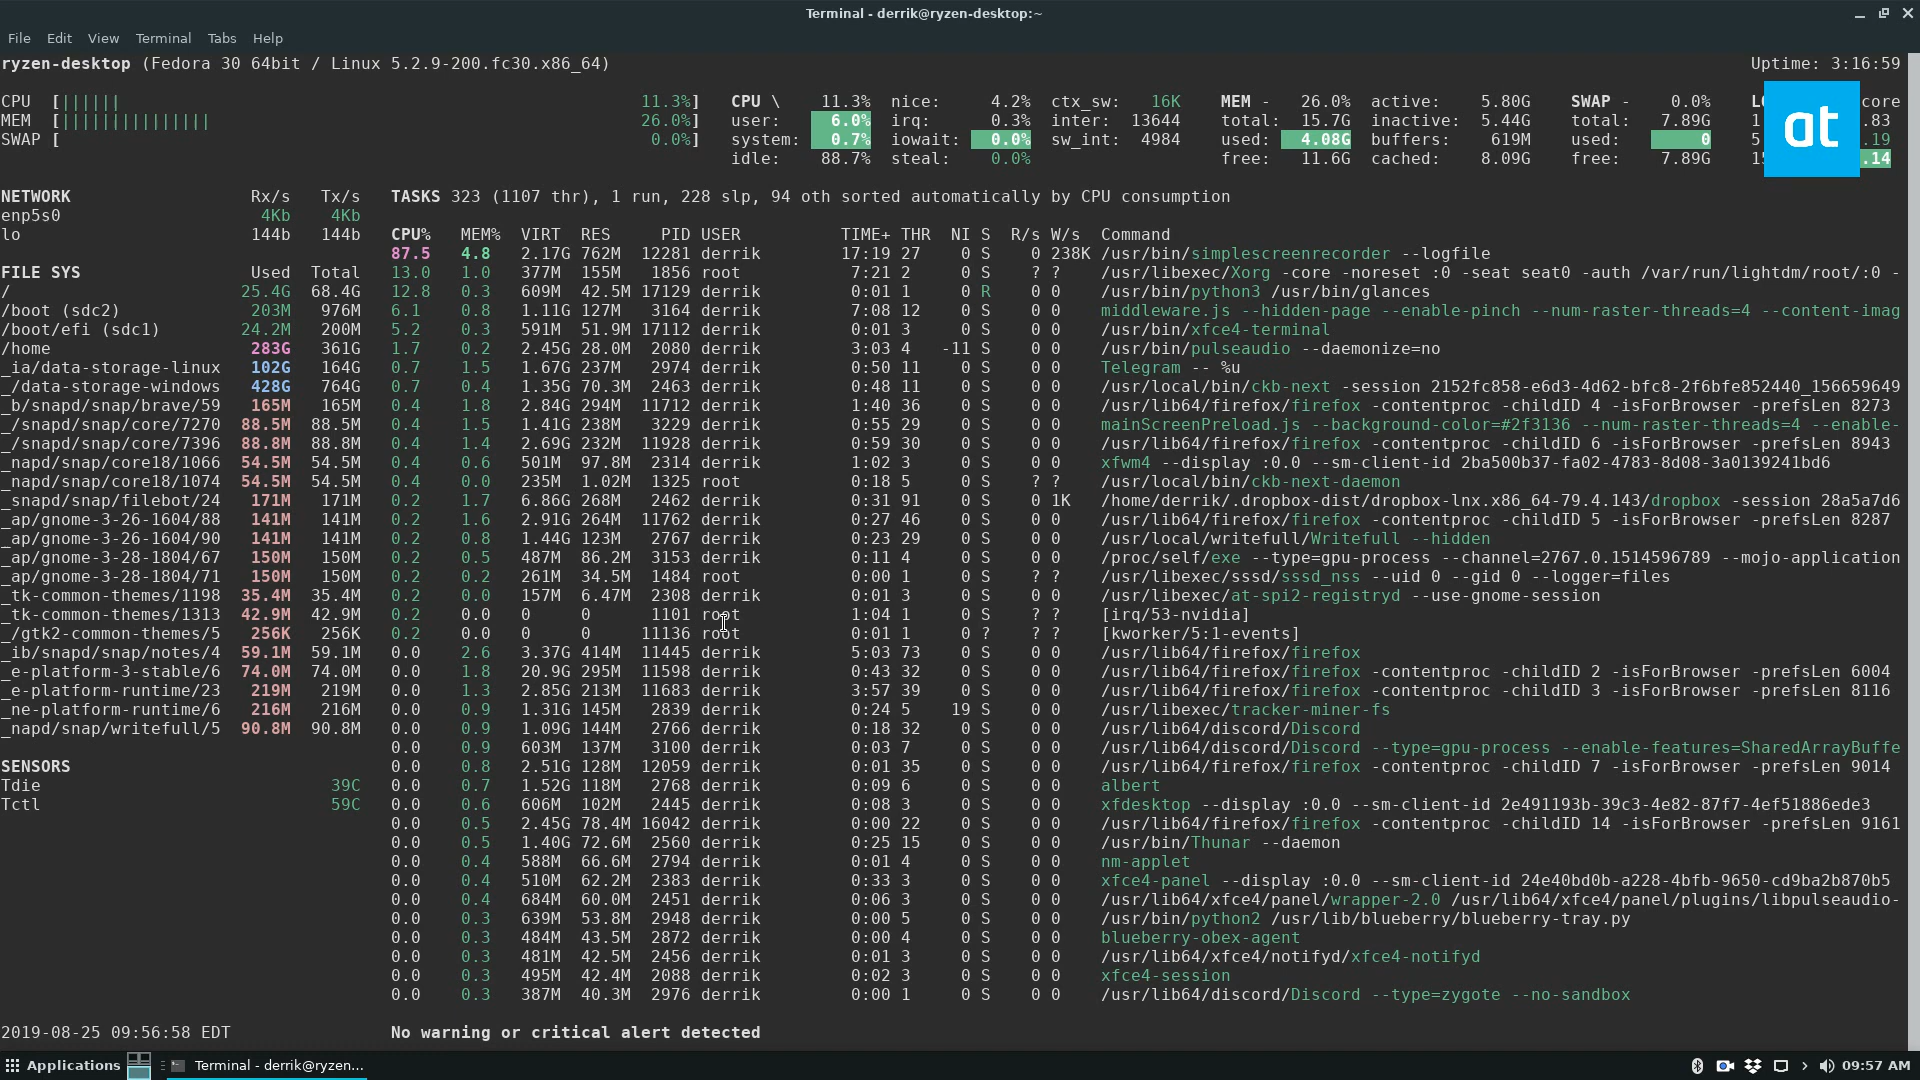 Terminal - derrik@ryzen-desktop:~
File Edit View Terminal Tabs Help
ryzen-desktop (Fedora 30 64bit / Linux 5.2.9-200.fc30.x86_64) Uptime: 3:16:59
CPU [|||||| 11.3%] CPU \ 11.3% nice: 4.2% ctx_sw: 16K MEM - 26.0% active: 5.80G SWAP - 0.0% core
MEM [||||||||||||||| 26.0%] user: 6.0% irq: 0.3% inter: 13644 total: 15.7G inactive: 5.44G total: 7.89G 1 .83
SWAP [ 0.0%] system: 0.7% iowait: 0.0% sw_int: 4984 used: 4.08G buffers: 619M used: 0 5 at .19
idle: 88.7% steal: 0.0% free: 11.6G cached: 8.09G free: 7.89G .14
NETWORK Rx/s Tx/s TASKS 323 (1107 thr), 1 run, 228 slp, 94 oth sorted automatically by CPU consumption
enp5s0 4Kb 4Kb
lo 144b 144b CPU% MEM% VIRT RES PID USER TIME+ THR NI S R/s W/s Command
87.5 4.8 2.17G 762M 12281 derrik 17:19 27 0 S 0 238K /usr/bin/simplescreenrecorder --logfile
FILE SYS Used Total 13.0 1.0 377M 155M 1856 root 7:21 2 0 S ? ? /usr/libexec/Xorg -core -noreset :0 -seat seat0 -auth /var/run/lightdm/root/:0 -
/ 25.4G 68.4G 12.8 0.3 609M 42.5M 17129 derrik 0:01 1 0 R 0 0 /usr/bin/python3 /usr/bin/glances
/boot (sdc2) 203M 976M 6.1 0.8 1.11G 127M 3164 derrik 7:08 12 0 S 0 0 middleware.js --hidden-page --enable-pinch --num-raster-threads=4 --content-imag
/boot/efi (sdc1) 24.2M 200M 5.2 0.3 591M 51.9M 17112 derrik 0:01 3 0 S 0 0 /usr/bin/xfce4-terminal
/home 283G 361G 1.7 0.2 2.45G 28.0M 2080 derrik 3:03 4 -11 S 0 0 /usr/bin/pulseaudio --daemonize=no
_ia/data-storage-linux 102G 164G 0.7 1.5 1.67G 237M 2974 derrik 0:50 11 0 S 0 0 Telegram -- %u
_/data-storage-windows 428G 764G 0.7 0.4 1.35G 70.3M 2463 derrik 0:48 11 0 S 0 0 /usr/local/bin/ckb-next -session 2152fc858-e6d3-4d62-bfc8-2f6bfe852440_156659649
_b/snapd/snap/brave/59 165M 165M 0.4 1.8 2.84G 294M 11712 derrik 1:40 36 0 S 0 0 /usr/lib64/firefox/firefox -contentproc -childID 4 -isForBrowser -prefsLen 8273
_/snapd/snap/core/7270 88.5M 88.5M 0.4 1.5 1.41G 238M 3229 derrik 0:55 29 0 S 0 0 mainScreenPreload.js --background-color=#2f3136 --num-raster-threads=4 --enable-
_/snapd/snap/core/7396 88.8M 88.8M 0.4 1.4 2.69G 232M 11928 derrik 0:59 30 0 S 0 0 /usr/lib64/firefox/firefox -contentproc -childID 6 -isForBrowser -prefsLen 8943
_napd/snap/core18/1066 54.5M 54.5M 0.4 0.6 501M 97.8M 2314 derrik 1:02 3 0 S 0 0 xfwm4 --display :0.0 --sm-client-id 2ba500b37-fa02-4783-8d08-3a0139241bd6
_napd/snap/core18/1074 54.5M 54.5M 0.4 0.0 235M 1.02M 1325 root 0:18 5 0 S ? ? /usr/local/bin/ckb-next-daemon
_snapd/snap/filebot/24 171M 171M 0.2 1.7 6.86G 268M 2462 derrik 0:31 91 0 S 0 1K /home/derrik/.dropbox-dist/dropbox-lnx.x86_64-79.4.143/dropbox -session 28a5a7d6
_ap/gnome-3-26-1604/88 141M 141M 0.2 1.6 2.91G 264M 11762 derrik 0:27 46 0 S 0 0 /usr/lib64/firefox/firefox -contentproc -childID 5 -isForBrowser -prefsLen 8287
_ap/gnome-3-26-1604/90 141M 141M 0.2 0.8 1.44G 123M 2767 derrik 0:23 29 0 S 0 0 /usr/local/writefull/Writefull --hidden
_ap/gnome-3-28-1804/67 150M 150M 0.2 0.5 487M 86.2M 3153 derrik 0:11 4 0 S 0 0 /proc/self/exe --type=gpu-process --channel=2767.0.1514596789 --mojo-application
_ap/gnome-3-28-1804/71 150M 150M 0.2 0.2 261M 34.5M 1484 root 0:00 1 0 S ? ? /usr/libexec/sssd/sssd_nss --uid 0 --gid 0 --logger=files
_tk-common-themes/1198 35.4M 35.4M 0.2 0.0 157M 6.47M 2308 derrik 0:01 3 0 S 0 0 /usr/libexec/at-spi2-registryd --use-gnome-session
_tk-common-themes/1313 42.9M 42.9M 0.2 0.0 0 0 1101 root 1:04 1 0 S ? ? [irq/53-nvidia]
_/gtk2-common-themes/5 256K 256K 0.2 0.0 0 0 11136 root 0:01 1 0 ? ? ? [kworker/5:1-events]
_ib/snapd/snap/notes/4 59.1M 59.1M 0.0 2.6 3.37G 414M 11445 derrik 5:03 73 0 S 0 0 /usr/lib64/firefox/firefox
_e-platform-3-stable/6 74.0M 74.0M 0.0 1.8 20.9G 295M 11598 derrik 0:43 32 0 S 0 0 /usr/lib64/firefox/firefox -contentproc -childID 2 -isForBrowser -prefsLen 6004
_e-platform-runtime/23 219M 219M 0.0 1.3 2.85G 213M 11683 derrik 3:57 39 0 S 0 0 /usr/lib64/firefox/firefox -contentproc -childID 3 -isForBrowser -prefsLen 8116
_ne-platform-runtime/6 216M 216M 0.0 0.9 1.31G 145M 2839 derrik 0:24 5 19 S 0 0 /usr/libexec/tracker-miner-fs
_napd/snap/writefull/5 90.8M 90.8M 0.0 0.9 1.09G 144M 2766 derrik 0:18 32 0 S 0 0 /usr/lib64/discord/Discord
0.0 0.9 603M 137M 3100 derrik 0:03 7 0 S 0 0 /usr/lib64/discord/Discord --type=gpu-process --enable-features=SharedArrayBuffe
SENSORS 0.0 0.8 2.51G 128M 12059 derrik 0:01 35 0 S 0 0 /usr/lib64/firefox/firefox -contentproc -childID 7 -isForBrowser -prefsLen 9014
Tdie 39C 0.0 0.7 1.52G 118M 2768 derrik 0:09 6 0 S 0 0 albert
Tctl 59C 0.0 0.6 606M 102M 2445 derrik 0:08 3 0 S 0 0 xfdesktop --display :0.0 --sm-client-id 2e491193b-39c3-4e82-87f7-4ef51886ede3
0.0 0.5 2.45G 78.4M 16042 derrik 0:00 22 0 S 0 0 /usr/lib64/firefox/firefox -contentproc -childID 14 -isForBrowser -prefsLen 9161
0.0 0.5 1.40G 72.6M 2560 derrik 0:25 15 0 S 0 0 /usr/bin/Thunar --daemon
0.0 0.4 588M 66.6M 2794 derrik 0:01 4 0 S 0 0 nm-applet
0.0 0.4 510M 62.2M 2383 derrik 0:33 3 0 S 0 0 xfce4-panel --display :0.0 --sm-client-id 24e40bd0b-a228-4bfb-9650-cd9ba2b870b5
0.0 0.4 684M 60.0M 2451 derrik 0:06 3 0 S 0 0 /usr/lib64/xfce4/panel/wrapper-2.0 /usr/lib64/xfce4/panel/plugins/libpulseaudio-
0.0 0.3 639M 53.8M 2948 derrik 0:00 5 0 S 0 0 /usr/bin/python2 /usr/lib/blueberry/blueberry-tray.py
0.0 0.3 484M 43.5M 2872 derrik 0:00 4 0 S 0 0 blueberry-obex-agent
0.0 0.3 481M 42.5M 2456 derrik 0:01 3 0 S 0 0 /usr/lib64/xfce4/notifyd/xfce4-notifyd
0.0 0.3 495M 42.4M 2088 derrik 0:02 3 0 S 0 0 xfce4-session
0.0 0.3 387M 40.3M 2976 derrik 0:00 1 0 S 0 0 /usr/lib64/discord/Discord --type=zygote --no-sandbox
2019-08-25 09:56:58 EDT No warning or critical alert detected
Applications Terminal - derrik@ryzen... 09:57 AM